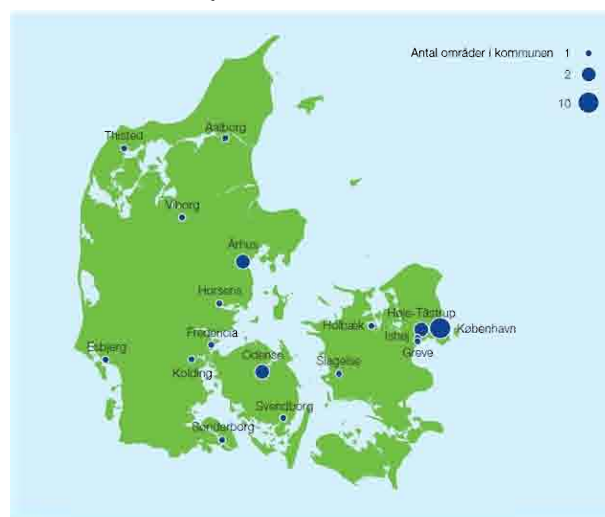 Antal områder i kommunen 1
2
10
Aalborg
Thisted
Viborg
Århus
Horsens
Høje-Tåstrup
Holbæk
København
Ishøj
Fredericia
Esbjerg
Greve
Odense
Kolding
Slagelse
Svendborg
Sønderborg